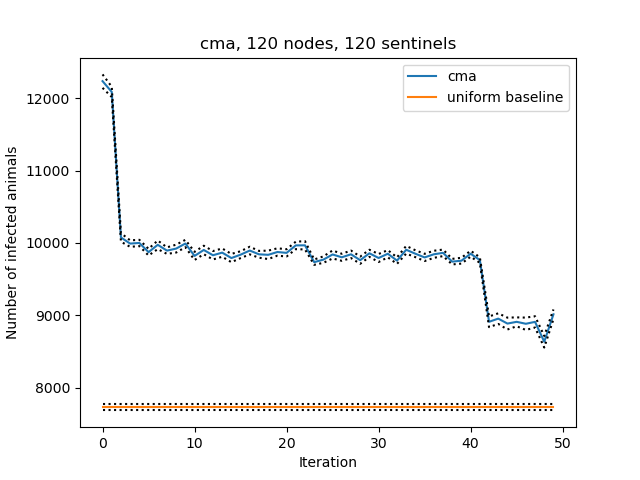 cma, 120 nodes, 120 sentinels
cma
uniform baseline
Number of infected animals
12000
11000
10000
9000
8000
0 10 20 30 40 50
Iteration